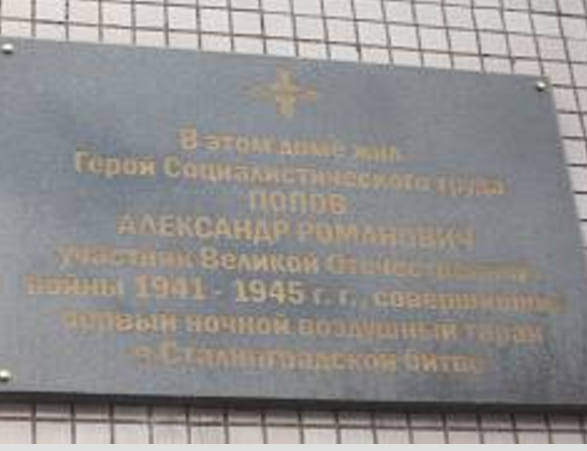 В этом доме жил
Герой Социалистического труда
ПОПОВ
АЛЕКСАНДР РОМАНОВИЧ
участник Великой Отечественной
войны 1941 - 1945 г. г., совершивший
первый ночной воздушный таран
в Сталинградской битве